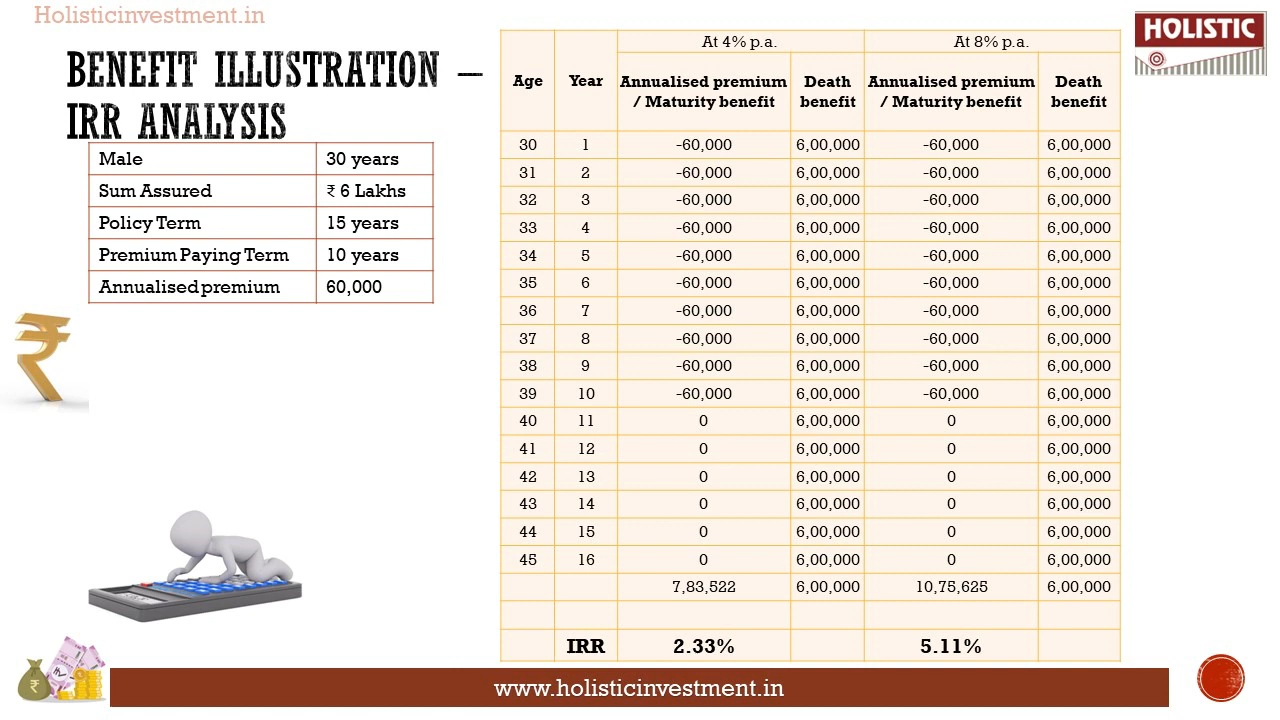 Holisticinvestment.in
HOLISTIC
BENEFIT ILLUSTRATION –
IRR ANALYSIS
Male 30 years
Sum Assured ₹ 6 Lakhs
Policy Term 15 years
Premium Paying Term 10 years
Annualised premium 60,000
At 4% p.a. At 8% p.a.
Age Year Annualised premium / Maturity benefit Death benefit Annualised premium / Maturity benefit Death benefit
30 1 -60,000 6,00,000 -60,000 6,00,000
31 2 -60,000 6,00,000 -60,000 6,00,000
32 3 -60,000 6,00,000 -60,000 6,00,000
33 4 -60,000 6,00,000 -60,000 6,00,000
34 5 -60,000 6,00,000 -60,000 6,00,000
35 6 -60,000 6,00,000 -60,000 6,00,000
36 7 -60,000 6,00,000 -60,000 6,00,000
37 8 -60,000 6,00,000 -60,000 6,00,000
38 9 -60,000 6,00,000 -60,000 6,00,000
39 10 -60,000 6,00,000 -60,000 6,00,000
40 11 0 6,00,000 0 6,00,000
41 12 0 6,00,000 0 6,00,000
42 13 0 6,00,000 0 6,00,000
43 14 0 6,00,000 0 6,00,000
44 15 0 6,00,000 0 6,00,000
45 16 0 6,00,000 0 6,00,000
7,83,522 6,00,000 10,75,625 6,00,000
IRR 2.33% 5.11%
www.holisticinvestment.in